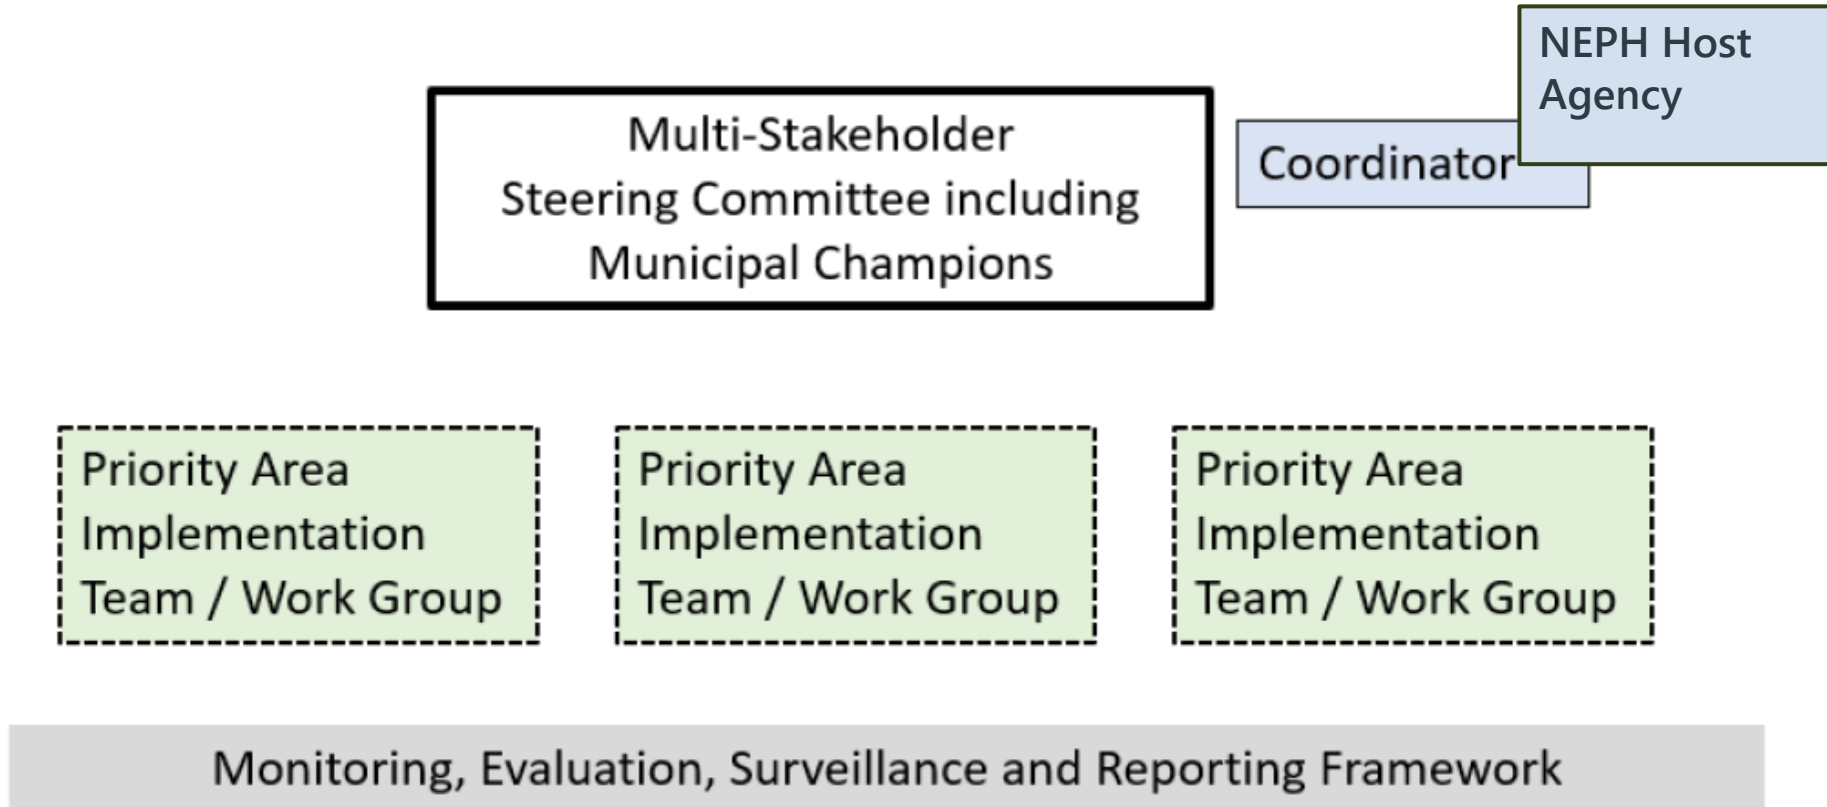 NEPH Host
Agency
Multi-Stakeholder
Steering Committee including
Municipal Champions
Coordinator
Priority Area
Implementation
Team / Work Group
Priority Area
Implementation
Team / Work Group
Priority Area
Implementation
Team / Work Group
Monitoring, Evaluation, Surveillance and Reporting Framework